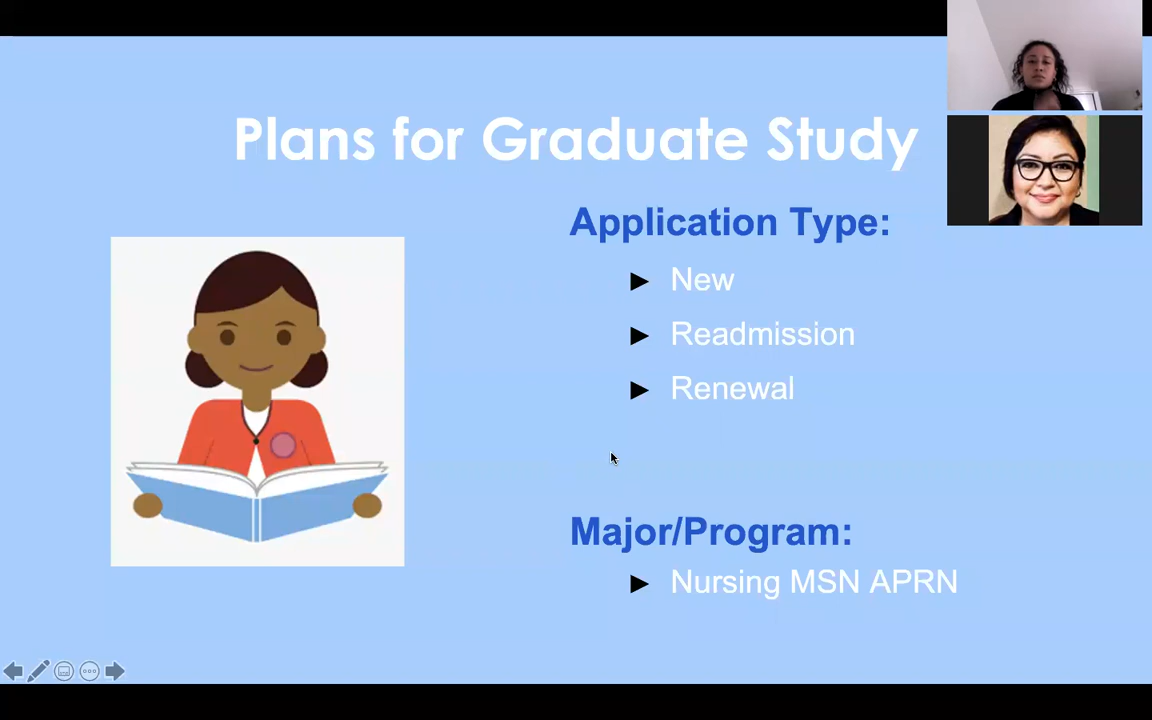 Plans for Graduate Study
Application Type:
► New
► Readmission
► Renewal
Major/Program:
► Nursing MSN APRN